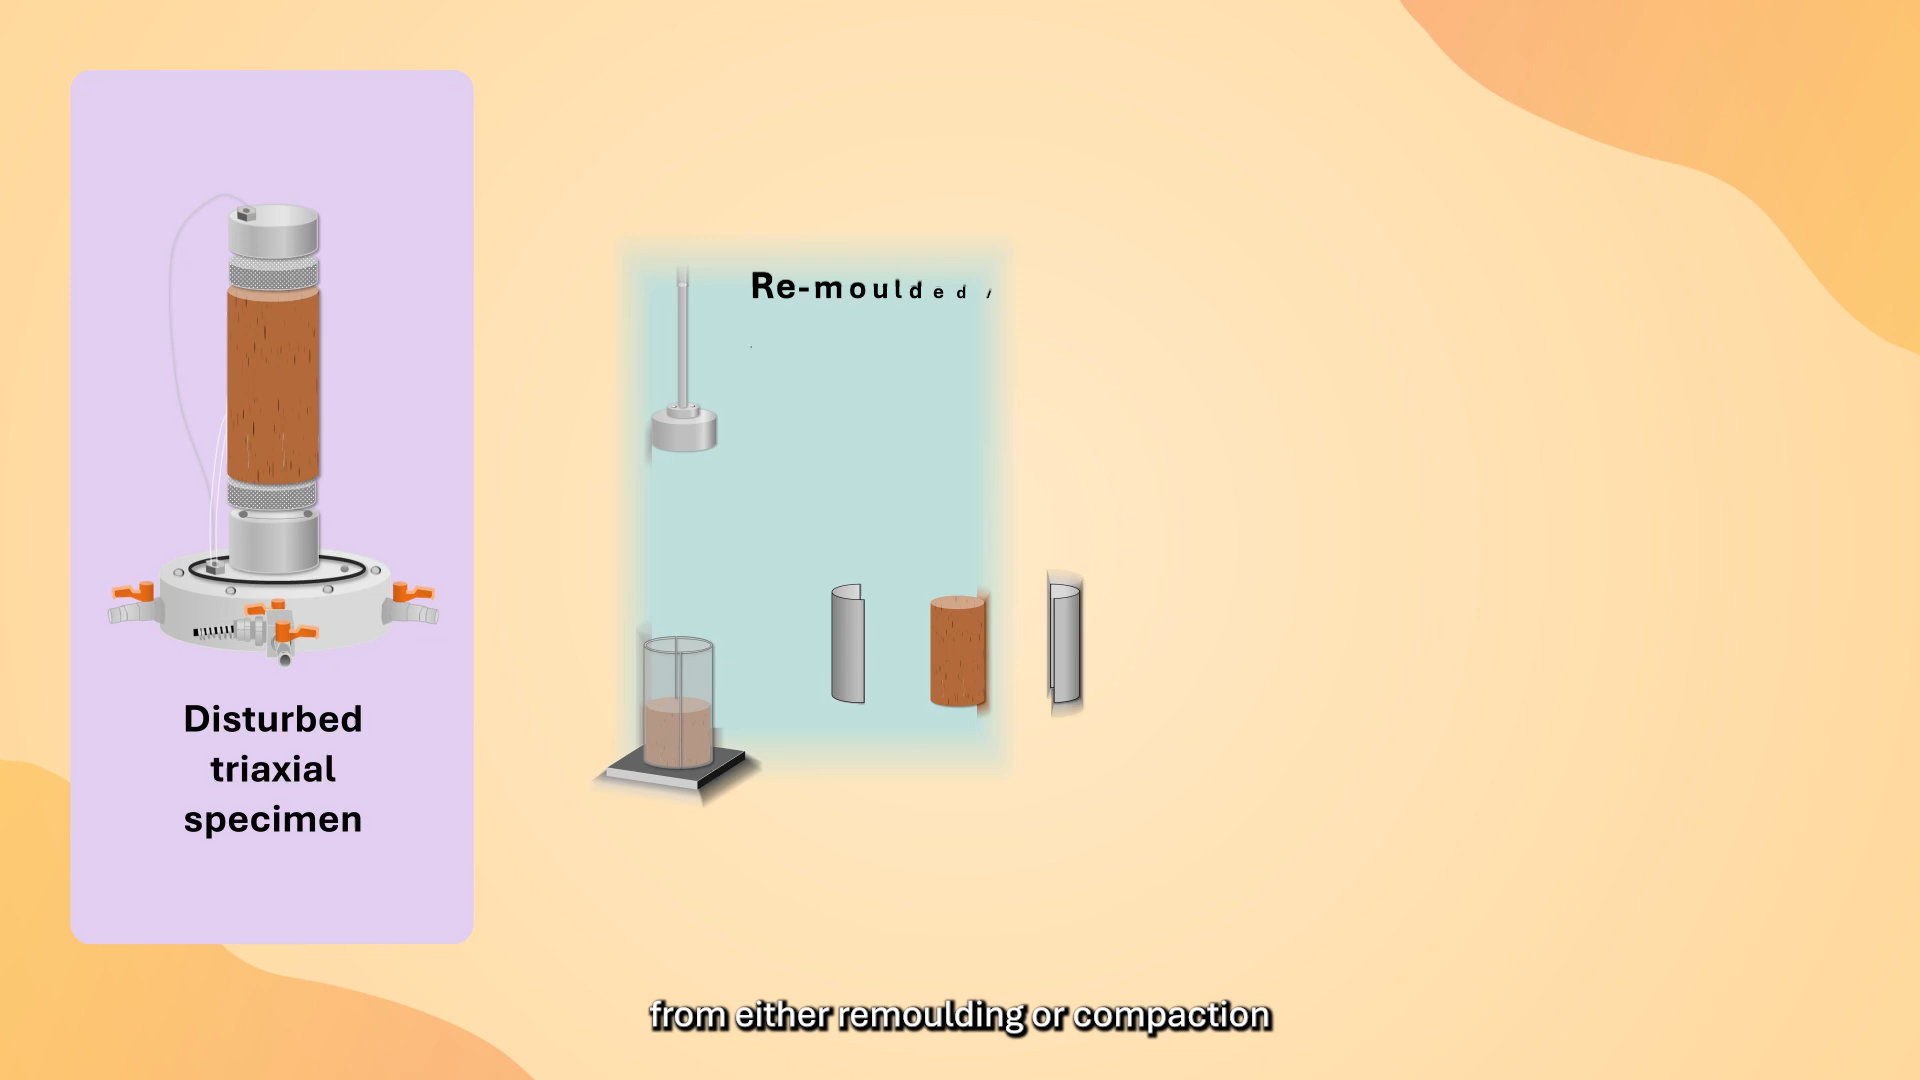 Disturbed
triaxial
specimen
Re-moulded /
from either remoulding or compaction